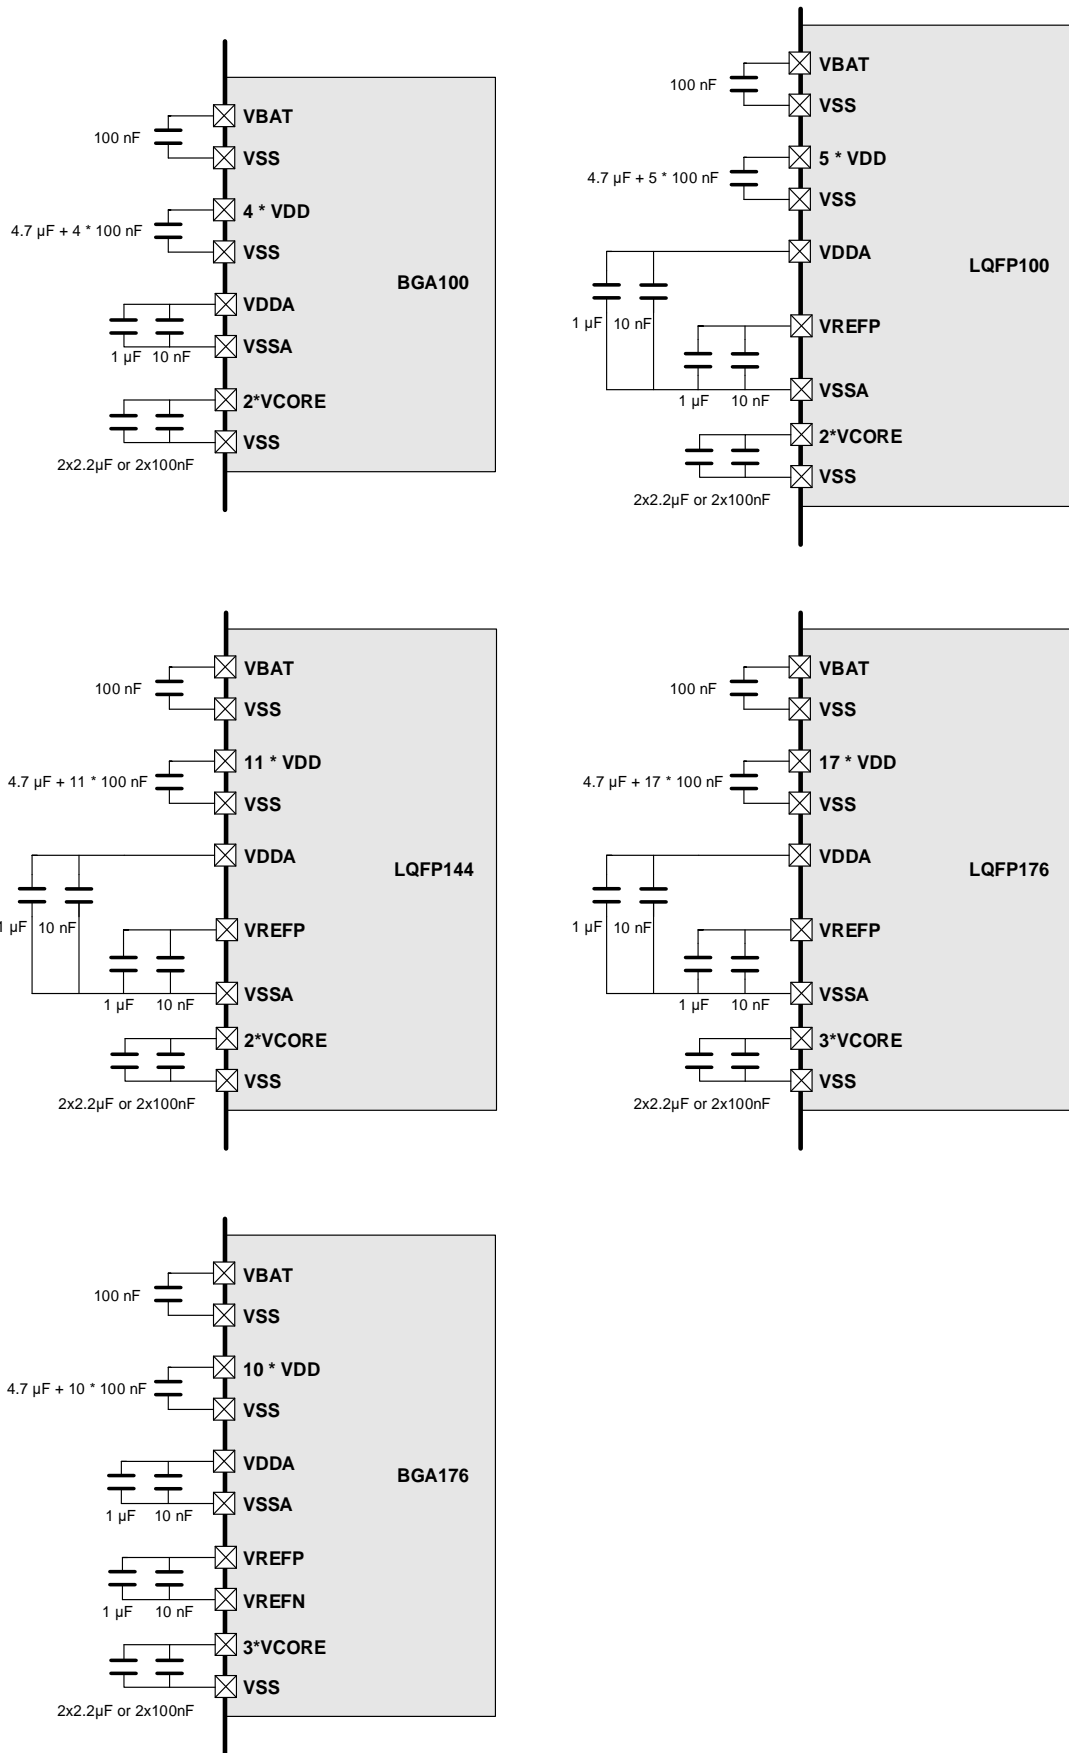 100 nF
VBAT
VSS
4.7 µF + 4 * 100 nF
4 * VDD
VSS
BGA100
VDDA
1 µF
10 nF
VSSA
2*VCORE
VSS
2x2.2µF or 2x100nF
100 nF
VBAT
VSS
4.7 µF + 5 * 100 nF
5 * VDD
VSS
VDDA
LQFP100
1 µF
10 nF
VREFP
1 µF
10 nF
VSSA
2*VCORE
VSS
2x2.2µF or 2x100nF
100 nF
VBAT
VSS
4.7 µF + 11 * 100 nF
11 * VDD
VSS
VDDA
LQFP144
1 µF
10 nF
VREFP
1 µF
10 nF
VSSA
2*VCORE
VSS
2x2.2µF or 2x100nF
100 nF
VBAT
VSS
4.7 µF + 17 * 100 nF
17 * VDD
VSS
VDDA
LQFP176
1 µF
10 nF
VREFP
1 µF
10 nF
VSSA
3*VCORE
VSS
2x2.2µF or 2x100nF
100 nF
VBAT
VSS
4.7 µF + 10 * 100 nF
10 * VDD
VSS
VDDA
BGA176
1 µF
10 nF
VSSA
VREFP
1 µF
10 nF
VREFN
3*VCORE
VSS
2x2.2µF or 2x100nF